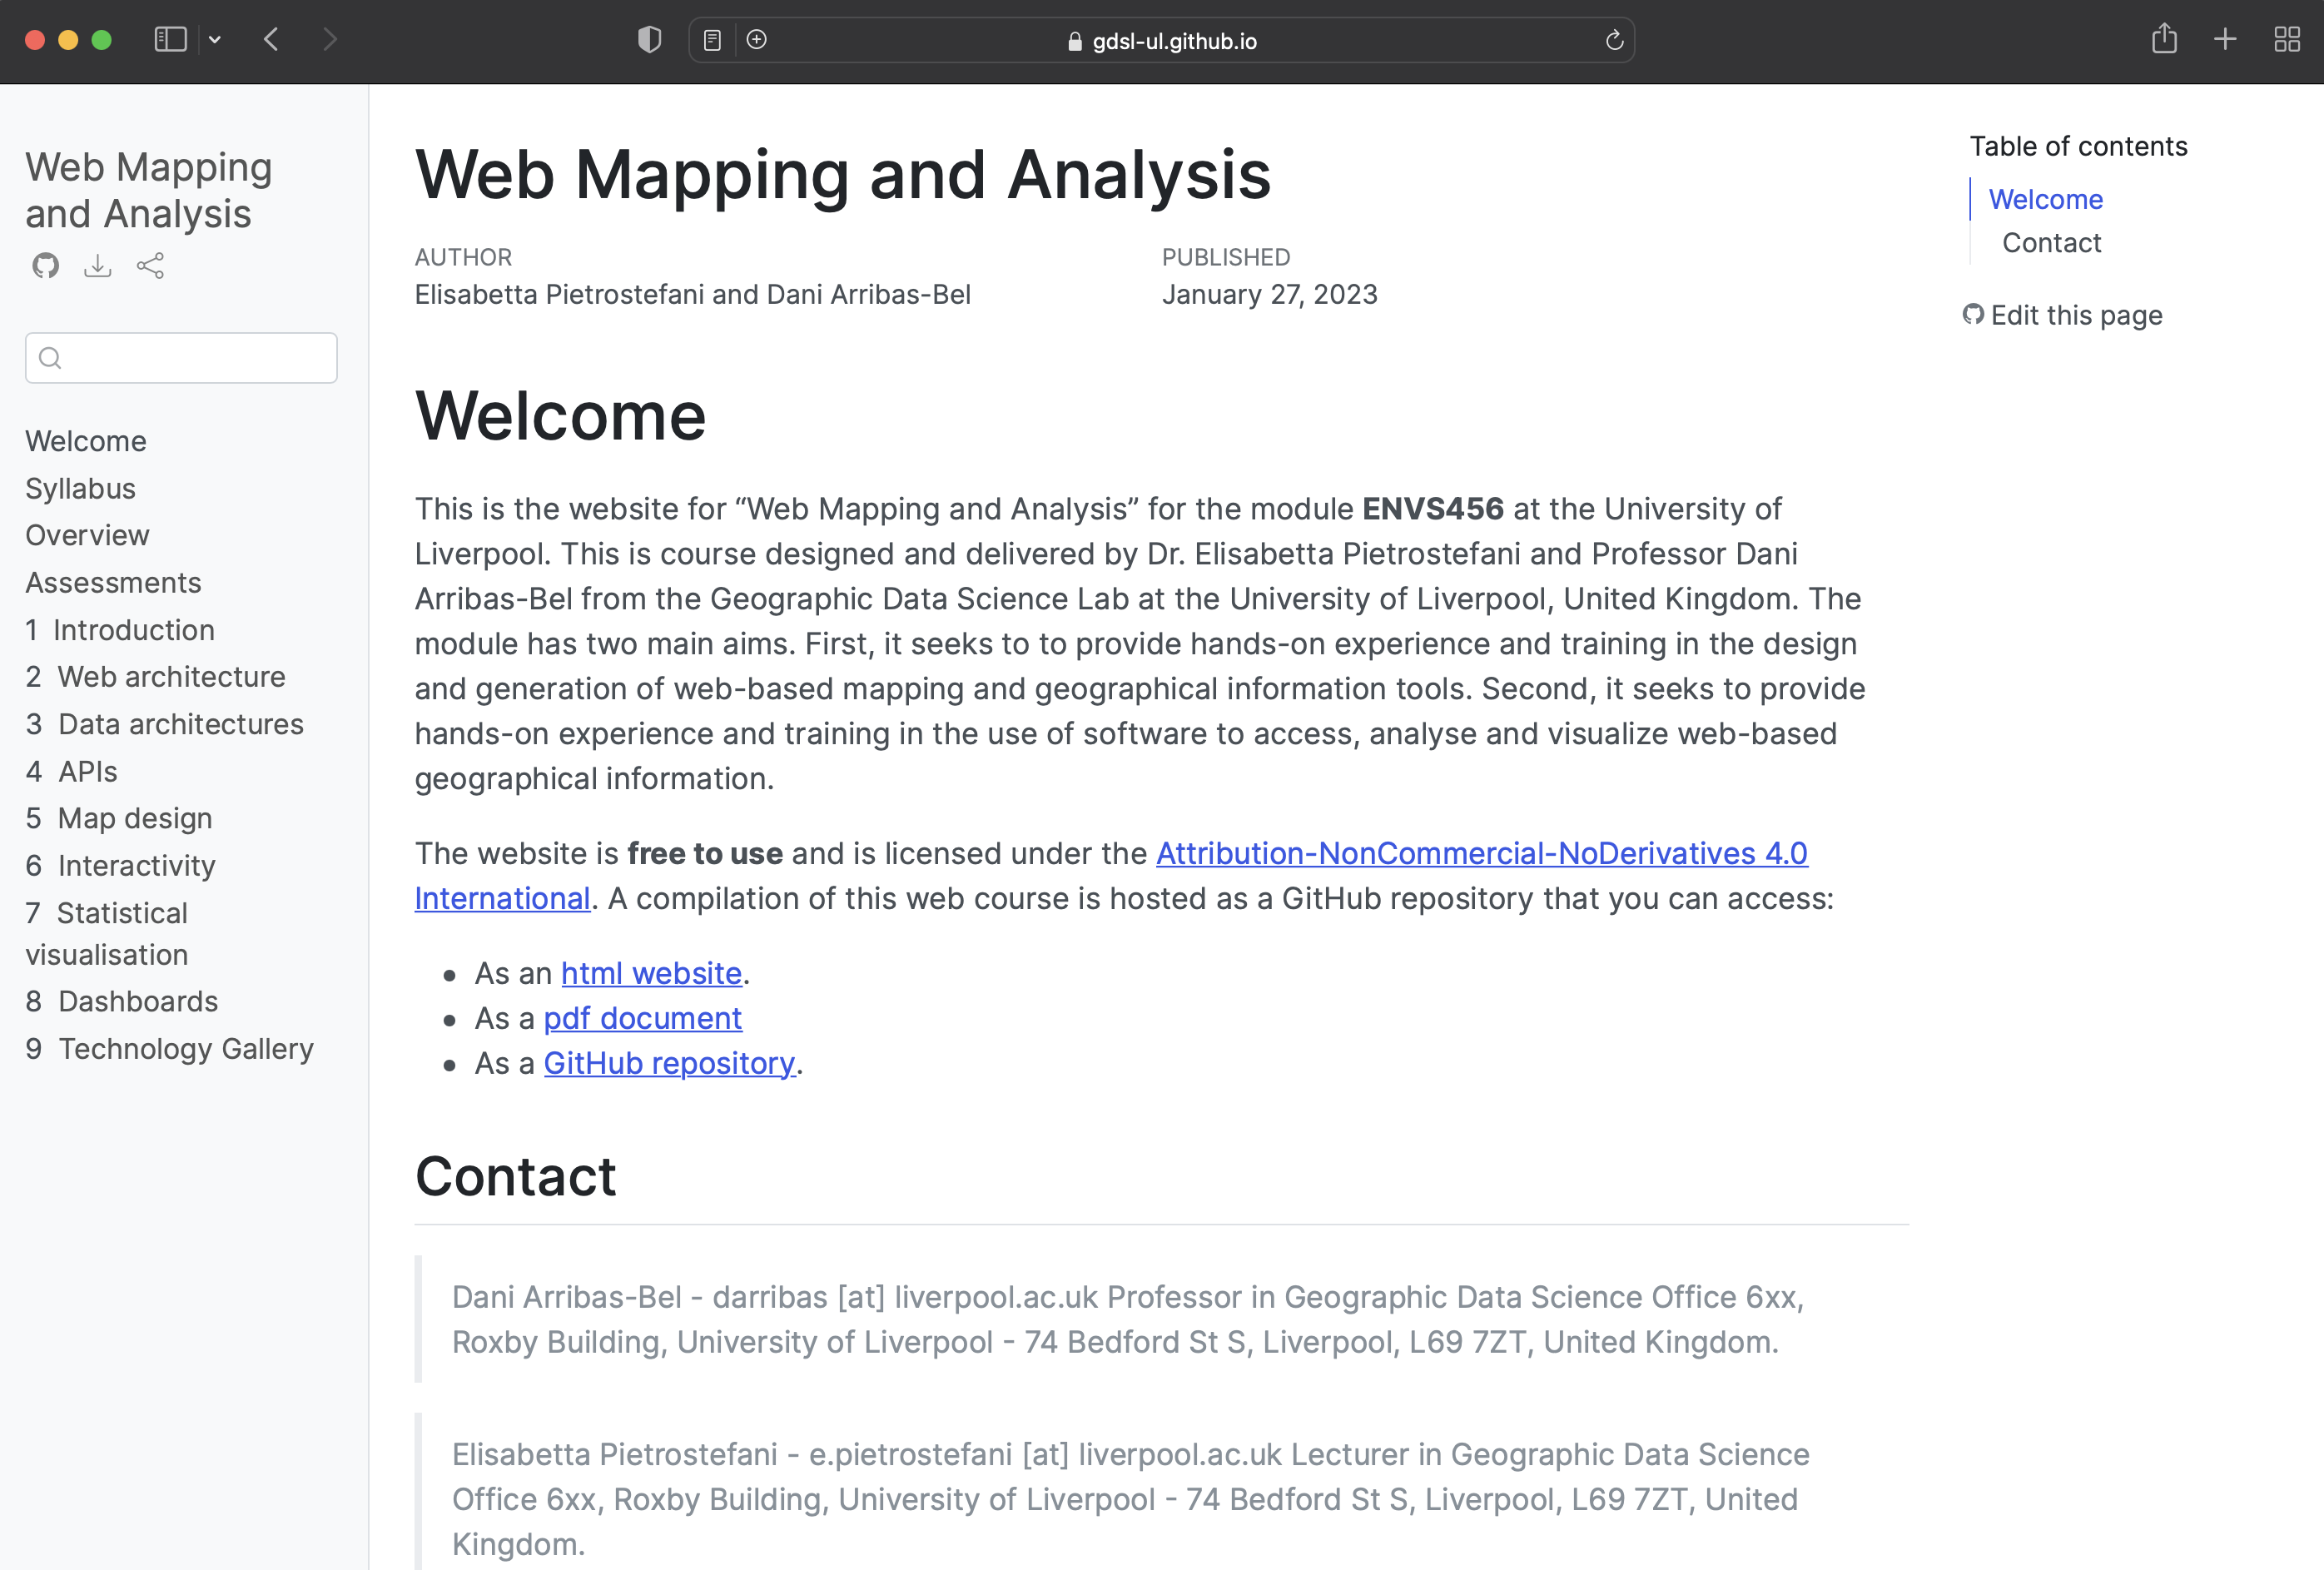 gdsl-ul.github.io
Web Mapping
and Analysis
Welcome
Syllabus
Overview
Assessments
1 Introduction
2 Web architecture
3 Data architectures
4 APIs
5 Map design
6 Interactivity
7 Statistical
visualisation
8 Dashboards
9 Technology Gallery
Web Mapping and Analysis
AUTHOR
Elisabetta Pietrostefani and Dani Arribas-Bel
PUBLISHED
January 27, 2023
Welcome
This is the website for “Web Mapping and Analysis” for the module ENVS456 at the University of
Liverpool. This is course designed and delivered by Dr. Elisabetta Pietrostefani and Professor Dani
Arribas-Bel from the Geographic Data Science Lab at the University of Liverpool, United Kingdom. The
module has two main aims. First, it seeks to to provide hands-on experience and training in the design
and generation of web-based mapping and geographical information tools. Second, it seeks to provide
hands-on experience and training in the use of software to access, analyse and visualize web-based
geographical information.
The website is free to use and is licensed under the Attribution-NonCommercial-NoDerivatives 4.0
International. A compilation of this web course is hosted as a GitHub repository that you can access:
• As an html website.
• As a pdf document
• As a GitHub repository.
Contact
Dani Arribas-Bel - darribas [at] liverpool.ac.uk Professor in Geographic Data Science Office 6xx,
Roxby Building, University of Liverpool - 74 Bedford St S, Liverpool, L69 7ZT, United Kingdom.
Elisabetta Pietrostefani - e.pietrostefani [at] liverpool.ac.uk Lecturer in Geographic Data Science
Office 6xx, Roxby Building, University of Liverpool - 74 Bedford St S, Liverpool, L69 7ZT, United
Kingdom.
Table of contents
Welcome
Contact
Edit this page